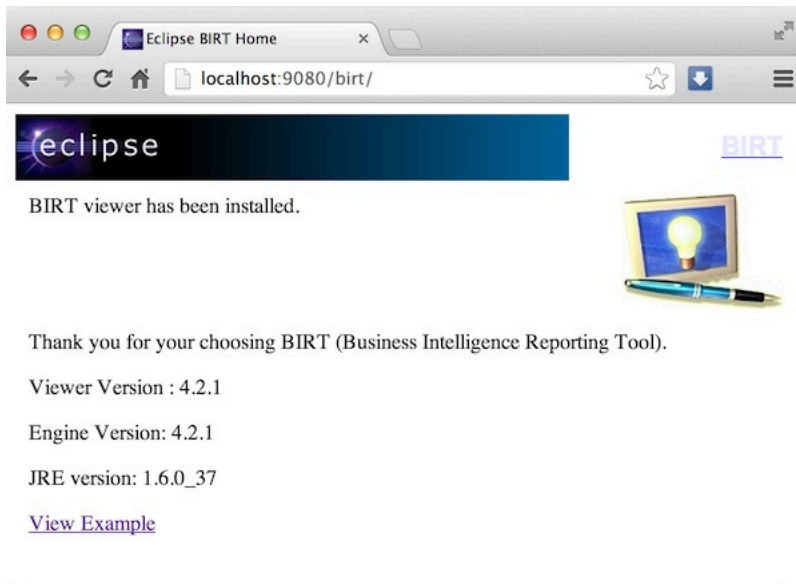 Eclipse BIRT Home
localhost:9080/birt/
eclipse
BIRT
BIRT viewer has been installed.
Thank you for your choosing BIRT (Business Intelligence Reporting Tool).
Viewer Version : 4.2.1
Engine Version: 4.2.1
JRE version: 1.6.0_37
View Example